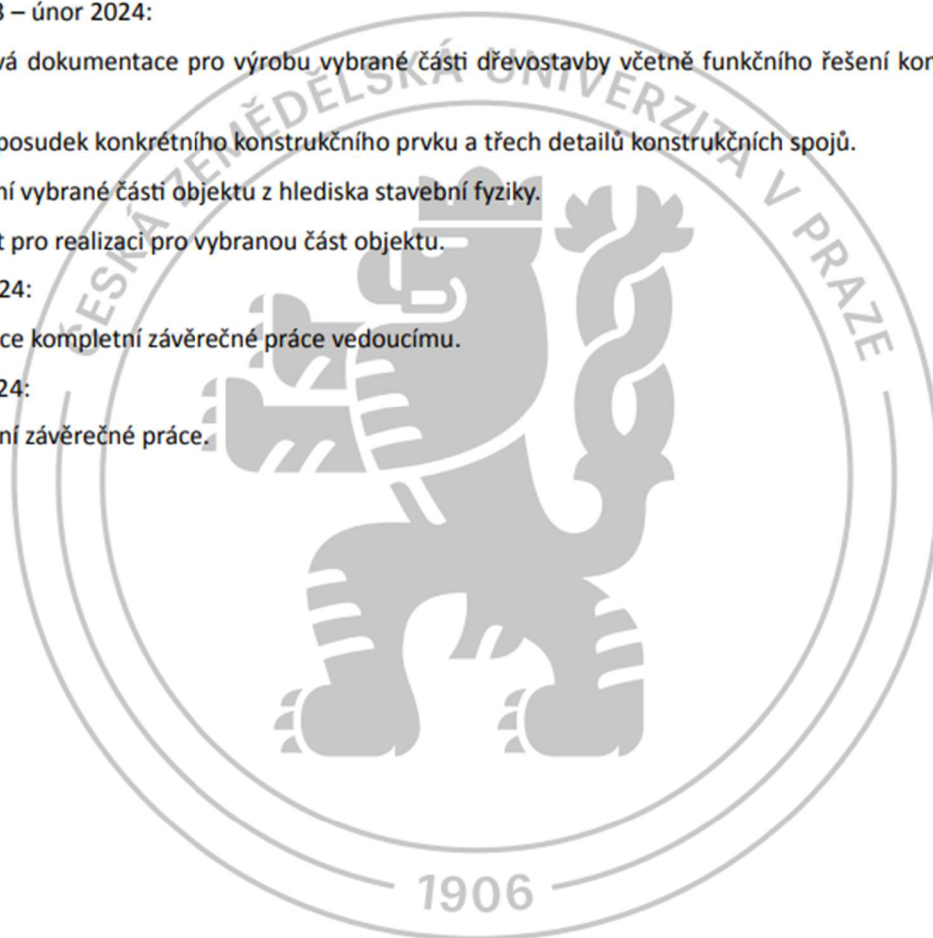 3 – únor 2024:
vá dokumentace pro výrobu vybrané části dřevostavby včetně funkčního řešení kon
posudek konkrétního konstrukčního prvku a třech detailů konstrukčních spojů.
ní vybrané části objektu z hlediska stavební fyziky.
t pro realizaci pro vybranou část objektu.
24:
ce kompletní závěrečné práce vedoucímu.
24:
ní závěrečné práce.
ČESKÁ ZEMĚDĚLSKÁ UNIVERZITA V PRAZE
1906